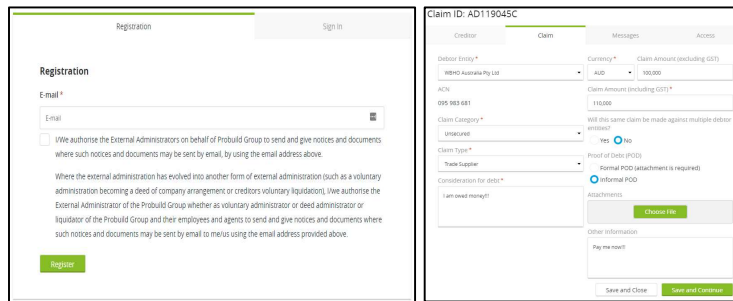 Registration
Sign In
Registration
E-mail *
E-mail
I/We authorise the External Administrators on behalf of Probuild Group to send and give notices and documents
where such notices and documents may be sent by email, by using the email address above.
Where the external administration has evolved into another form of external administration (such as a voluntary
administration becoming a deed of company arrangement or creditors voluntary liquidation), I/we authorise the
External Administrator of the Probuild Group whether as voluntary administrator or deed administrator or
liquidator of the Probuild Group and their employees and agents to send and give notices and documents where
such notices and documents may be sent by email to me/us using the email address provided above.
Register
Claim ID: AD119045C
Creditor
Claim
Messages
Access
Debtor Entity *
WBHO Australia Pty Ltd
ACN
095 983 681
Claim Category *
Unsecured
Claim Type *
Trade Supplier
Consideration for debt *
I am owed money!!!
Currency *
Claim Amount (excluding GST)
AUD
100,000
Claim Amount (including GST) *
110,000
Will this same claim be made against multiple debtor
entities?
Yes
No
Proof of Debt (POD)
Formal POD (attachment is required)
Informal POD
Attachments
Choose File
Other Information
Pay me now!!!
Save and Close
Save and Continue